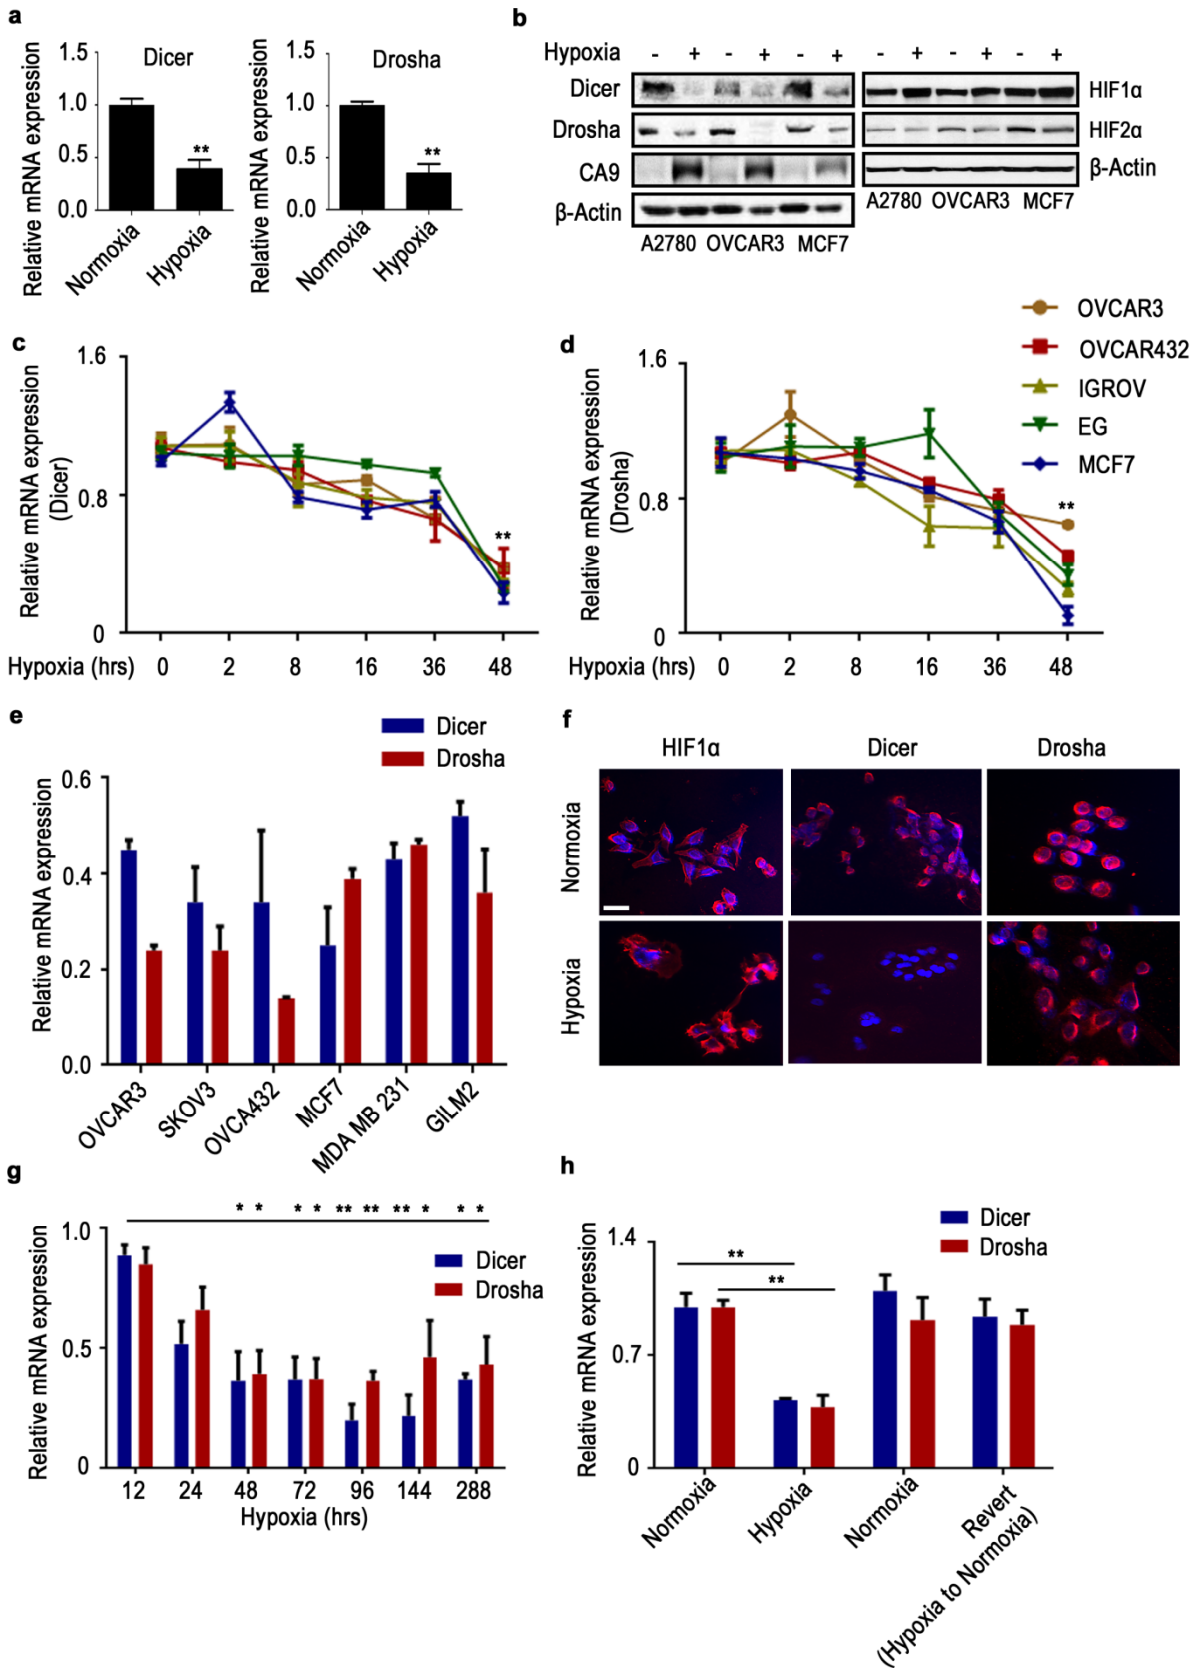 a
Relative mRNA expression
1.5
1.0
0.5
0.0
Dicer
**
Normoxia
Hypoxia
Relative mRNA expression
1.5
1.0
0.5
0.0
Drosha
**
Normoxia
Hypoxia
b
Hypoxia - + - + - + - + - + - +
Dicer
Drosha
CA9
β-Actin
A2780 OVCAR3 MCF7
HIF1α
HIF2α
β-Actin
A2780 OVCAR3 MCF7
c
Relative mRNA expression
(Dicer)
1.6
0.8
0
**
Hypoxia (hrs) 0 2 8 16 36 48
d
Relative mRNA expression
(Drosha)
1.6
0.8
0
**
Hypoxia (hrs) 0 2 8 16 36 48
OVCAR3
OVCAR432
IGROV
EG
MCF7
e
Dicer
Drosha
Relative mRNA expression
0.6
0.4
0.2
0.0
OVCAR3
SKOV3
OVCA432
MCF7
MDA MB 231
GILM2
f
HIF1α Dicer Drosha
Normoxia
Hypoxia
g
Relative mRNA expression
1.0
0.5
0
* * * * ** ** ** * * *
Dicer
Drosha
12 24 48 72 96 144 288
Hypoxia (hrs)
h
Relative mRNA expression
1.4
0.7
0
**
**
Dicer
Drosha
Normoxia
Hypoxia
Normoxia
Revert
(Hypoxia to Normoxia)